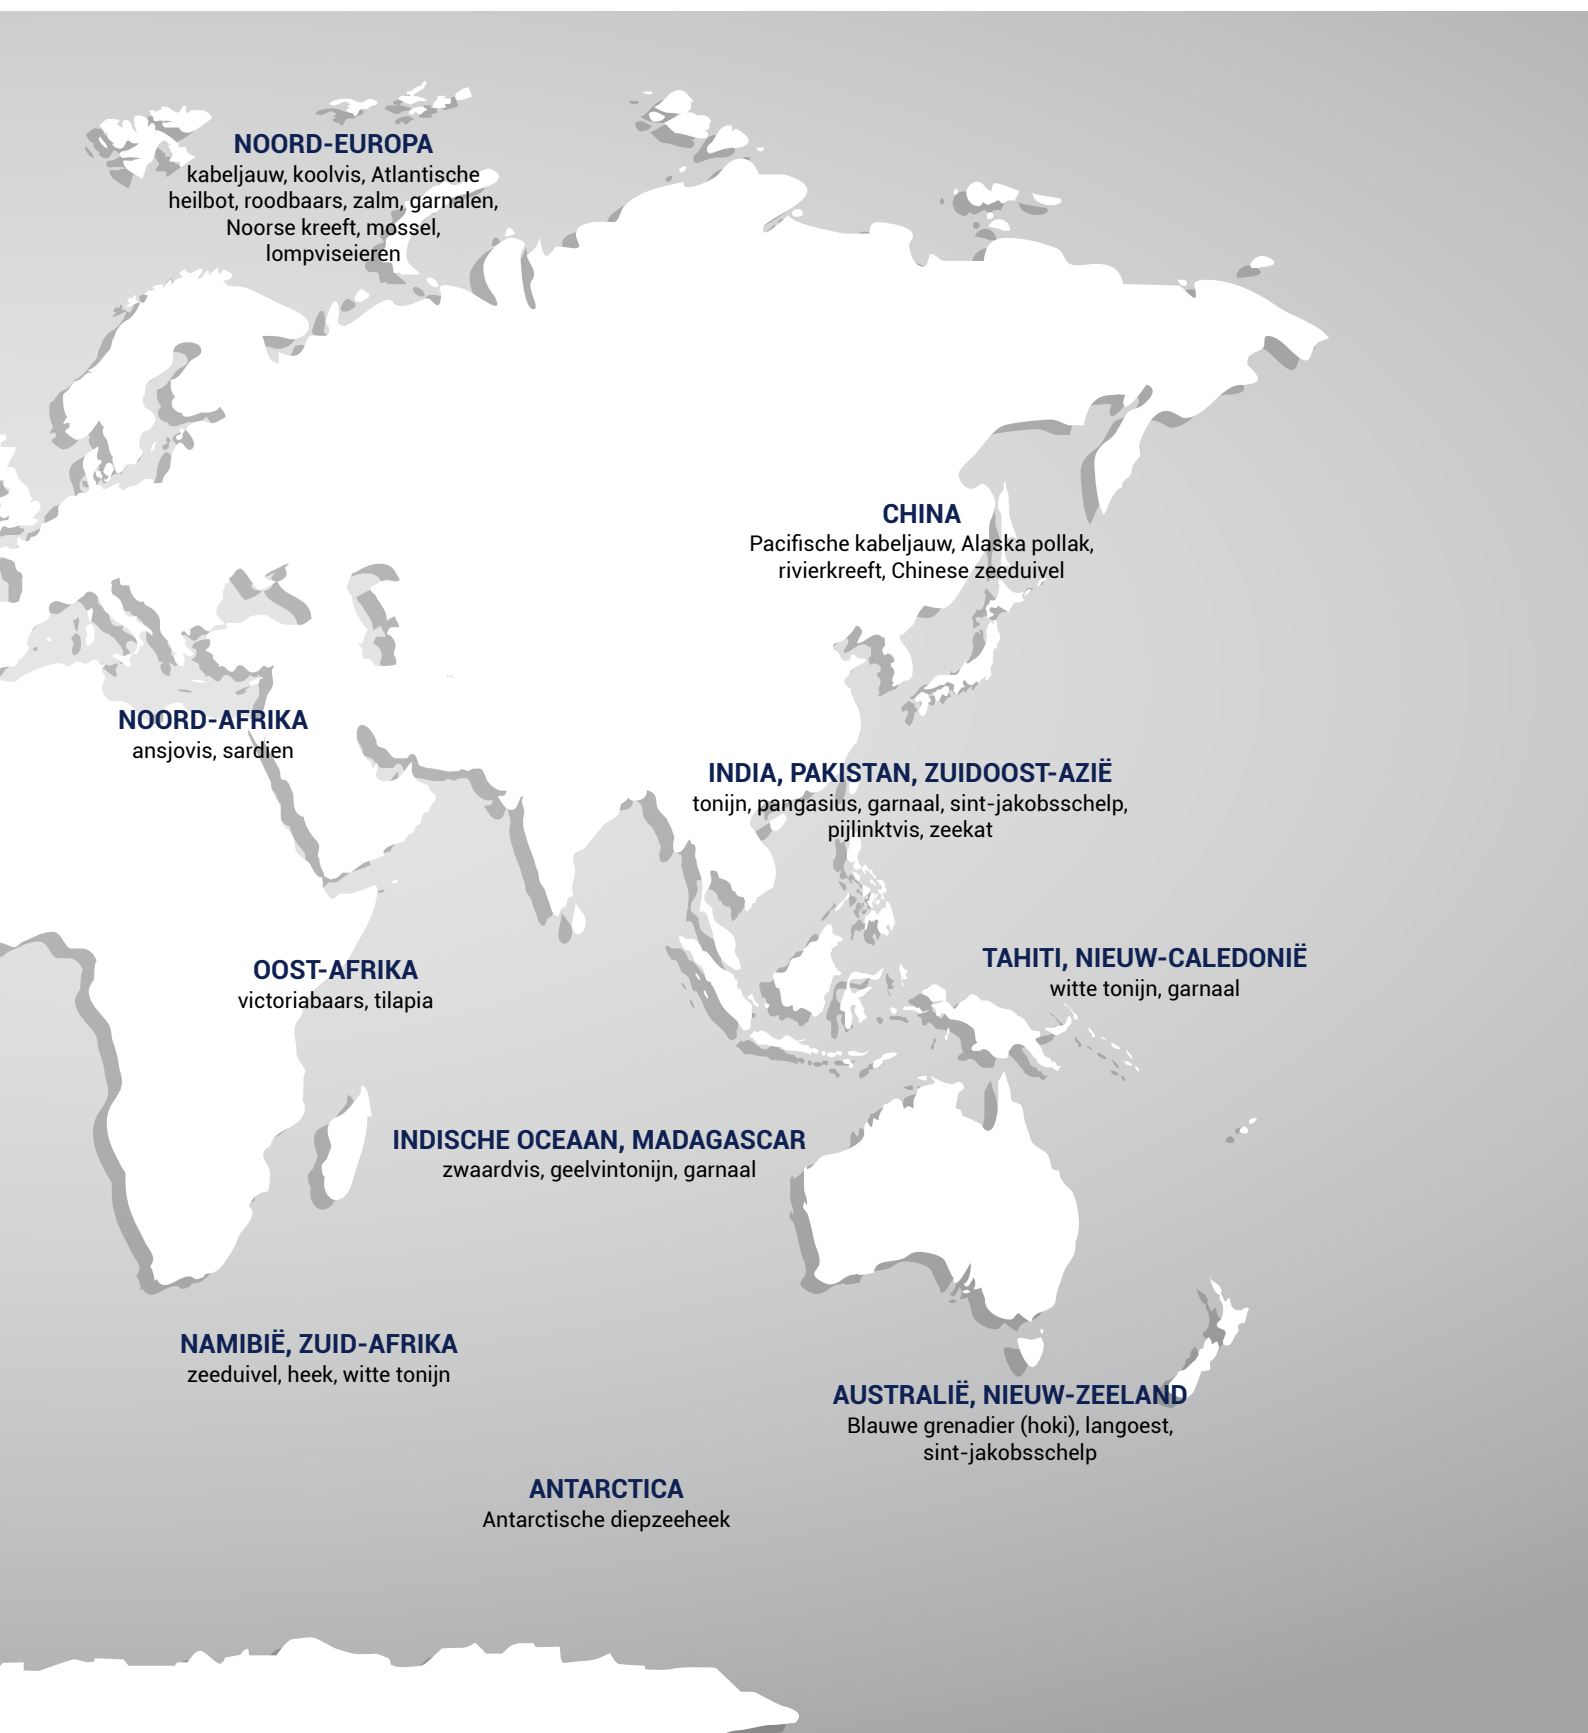 NOORD-EUROPA
kabeljauw, koolvis, Atlantische
heilbot, roodbaars, zalm, garnalen,
Noorse kreeft, mossel,
lompviseieren
CHINA
Pacifische kabeljauw, Alaska pollak,
rivierkreeft, Chinese zeeduivel
NOORD-AFRIKA
ansjovis, sardien
INDIA, PAKISTAN, ZUIDOOST-AZIË
tonijn, pangasius, garnaal, sint-jakobsschelp,
pijlinktvis, zeekat
OOST-AFRIKA
victoriabaars, tilapia
TAHITI, NIEUW-CALEDONIË
witte tonijn, garnaal
INDISCHE OCEAAN, MADAGASCAR
zwaardvis, geelvintonijn, garnaal
NAMIBIË, ZUID-AFRIKA
zeeduivel, heek, witte tonijn
AUSTRALIË, NIEUW-ZEELAND
Blauwe grenadier (hoki), langoest,
sint-jakobsschelp
ANTARCTICA
Antarctische diepzeeheek